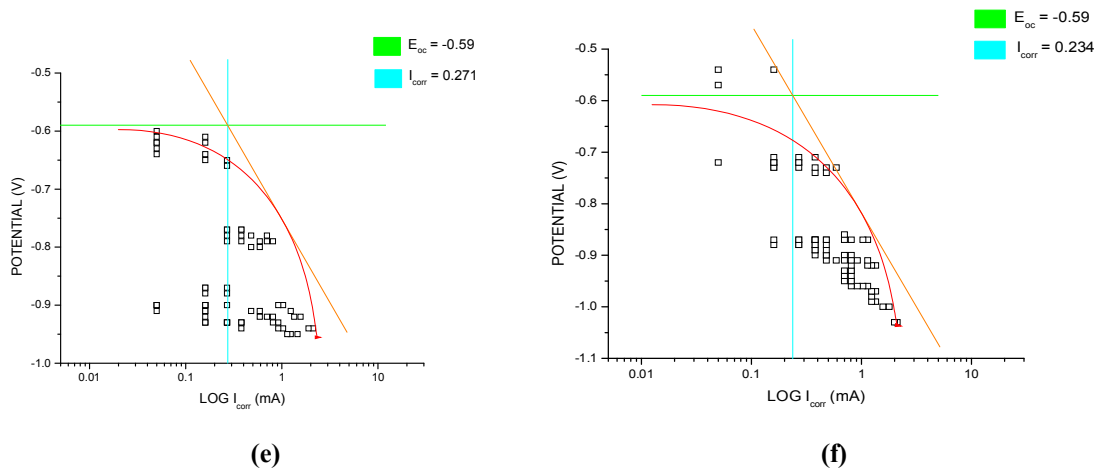 E_oc = -0.59
I_corr = 0.271
-0.5
-0.6
-0.7
-0.8
-0.9
-1.0
POTENTIAL (V)
0.01 0.1 1 10
LOG I_corr (mA)
(e)
E_oc = -0.59
I_corr = 0.234
-0.5
-0.6
-0.7
-0.8
-0.9
-1.0
-1.1
POTENTIAL (V)
0.01 0.1 1 10
LOG I_corr (mA)
(f)